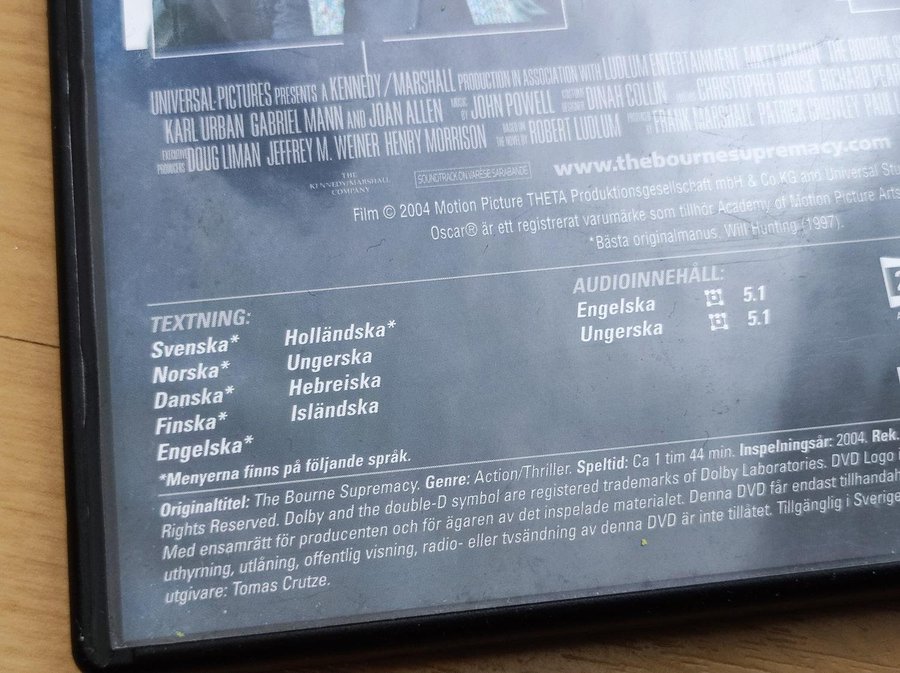 UNIVERSAL PICTURES PRESENTS A KENNEDY/MARSHALL PRODUCTION IN ASSOCIATION WITH LUDLUM ENTERTAINMENT MATT DAMON THE BOURNE
KARL URBAN GABRIEL MANN AND JOAN ALLEN MUSIC BY JOHN POWELL COSTUME DESIGNER DINAH COLLIN CHRISTOPHER ROUSE RICHARD
EXECUTIVE PRODUCERS DOUG LIMAN JEFFREY M. WEINER HENRY MORRISON BASED ON THE NOVEL BY ROBERT LUDLUM PRODUCED BY FRANK MARSHALL PATRICK CROWLEY PAUL
THE KENNEDY/MARSHALL COMPANY
SOUNDTRACK ON VARÈSE SARABANDE
www.thebournesupremacy.com
Film © 2004 Motion Picture THETA Produktionsgesellschaft mbH & Co KG and Universal Stu
Oscar® är ett registrerat varumärke som tillhör Academy of Motion Picture Arts
*Bästa originalmanus. Will Hunting (1997).
TEXTNING:
Svenska*
Norska*
Danska*
Finska*
Engelska*
Holländska*
Ungerska
Hebreiska
Isländska
*Menyerna finns på följande språk.
AUDIOINNEHÅLL:
Engelska 5.1
Ungerska 5.1
Originaltitel: The Bourne Supremacy. Genre: Action/Thriller. Speltid: Ca 1 tim 44 min. Inspelningsår: 2004. Rek.
Rights Reserved. Dolby and the double-D symbol are registered trademarks of Dolby Laboratories. DVD Logo i
Med ensamrätt för producenten och för ägaren av det inspelade materialet. Denna DVD får endast tillhandah
uthyrning, utlåning, offentlig visning, radio- eller tvsändning av denna DVD är inte tillåtet. Tillgänglig i Sverige
utgivare: Tomas Crutze.